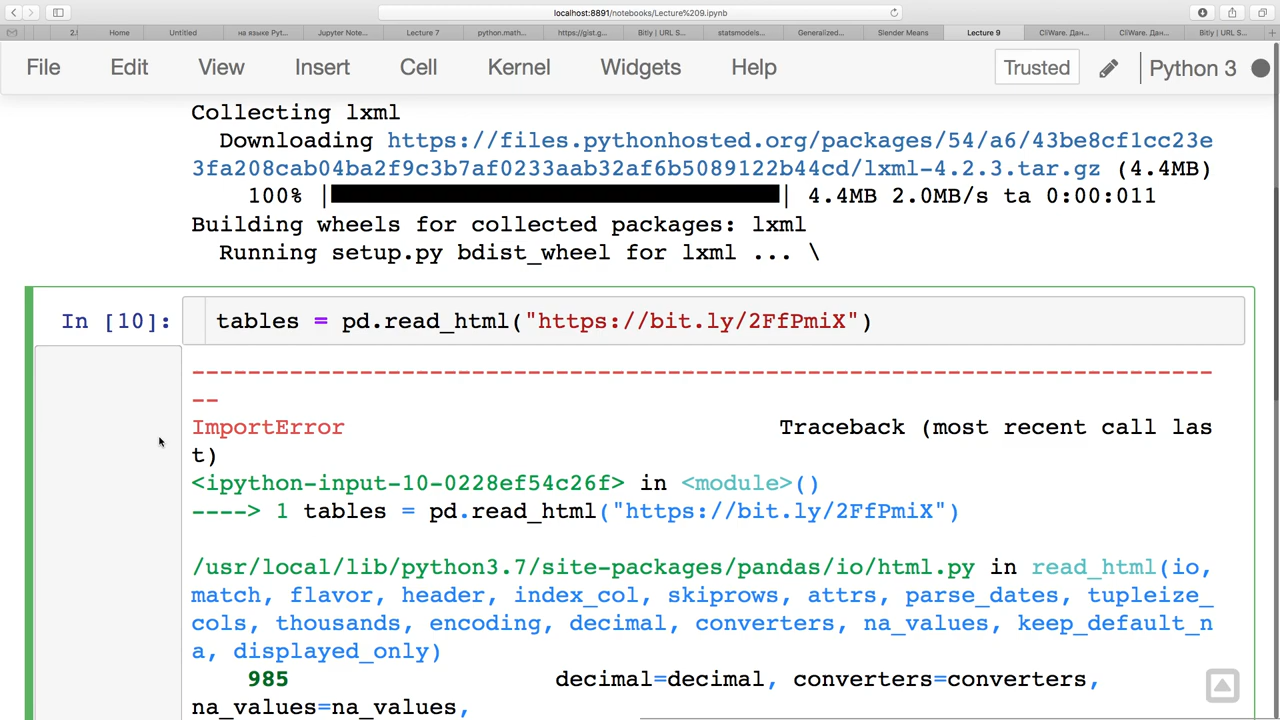 localhost:8891/notebooks/Lecture%209.ipynb
Home Untitled на языке Pyt... Jupyter Note... Lecture 7 python.math... https://gist.g... Bitly | URL S... statsmodels... Generalized... Slender Means Lecture 9 CliWare. Дан... CliWare. Дан... Bitly | URL S...
File Edit View Insert Cell Kernel Widgets Help Trusted Python 3
Collecting lxml
Downloading https://files.pythonhosted.org/packages/54/a6/43be8cf1cc23e
3fa208cab04ba2f9c3b7af0233aab32af6b5089122b44cd/lxml-4.2.3.tar.gz (4.4MB)
100% || 4.4MB 2.0MB/s ta 0:00:011
Building wheels for collected packages: lxml
Running setup.py bdist_wheel for lxml ... \
In [10]: tables = pd.read_html("https://bit.ly/2FfPmiX")
-------------------------------------------------------------------------
--
ImportError Traceback (most recent call las
t)
<ipython-input-10-0228ef54c26f> in <module>()
----> 1 tables = pd.read_html("https://bit.ly/2FfPmiX")
/usr/local/lib/python3.7/site-packages/pandas/io/html.py in read_html(io,
match, flavor, header, index_col, skiprows, attrs, parse_dates, tupleize_
cols, thousands, encoding, decimal, converters, na_values, keep_default_n
a, displayed_only)
985 decimal=decimal, converters=converters,
na_values=na_values,